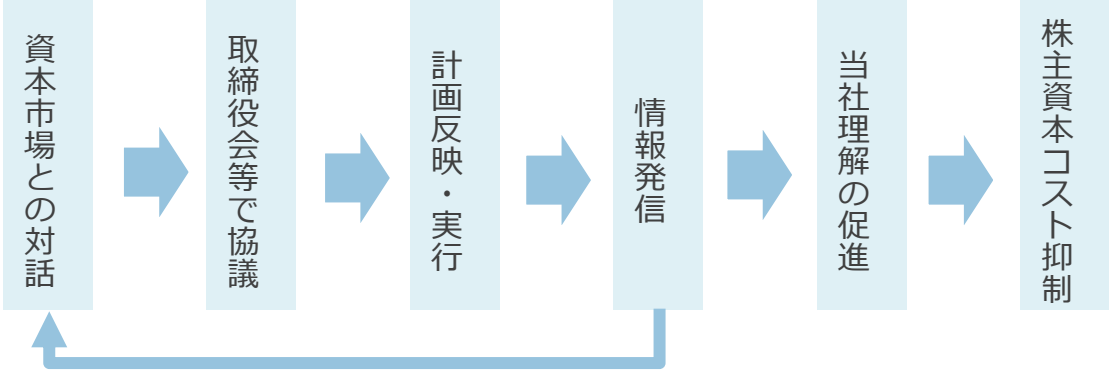 資本市場との対話
取締役会等で協議
計画反映・実行
情報発信
当社理解の促進
株主資本コスト抑制